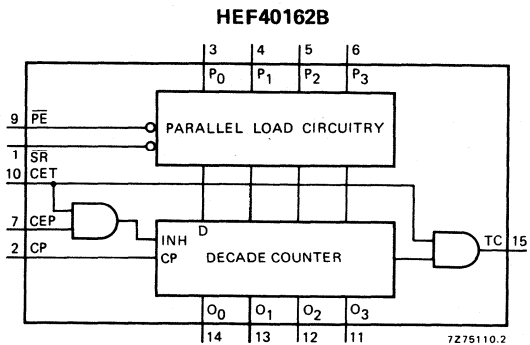 HEF40162B
3 4 5 6
P0 P1 P2 P3
9 PE
PARALLEL LOAD CIRCUITRY
1 SR
10 CET
7 CEP
D
INH
TC 15
2 CP
CP
DECADE COUNTER
O0 O1 O2 O3
14 13 12 11
7Z75110.2